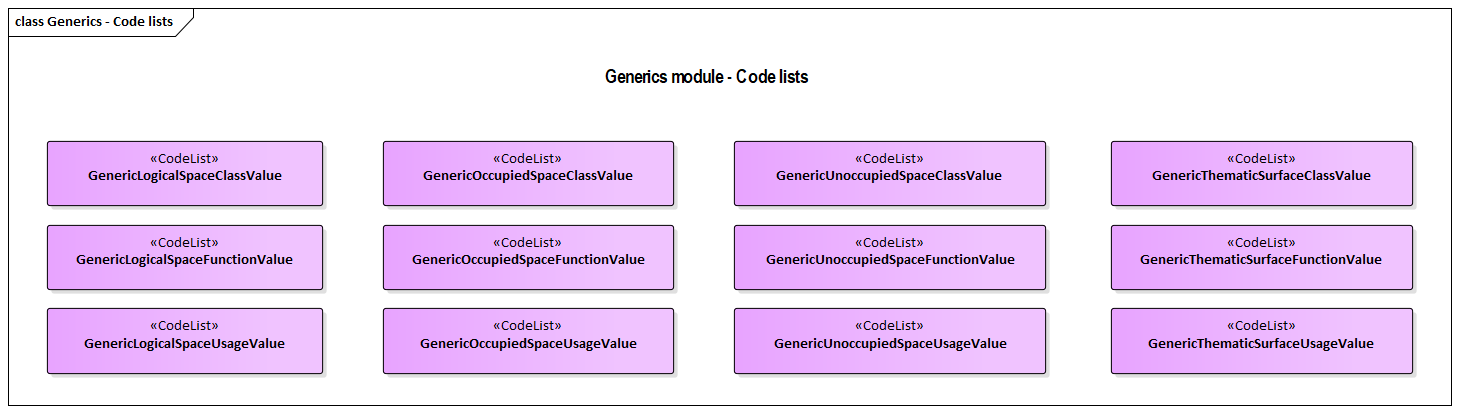 class Generics - Code lists
Generics module - Code lists
«CodeList»
GenericLogicalSpaceClassValue
«CodeList»
GenericOccupiedSpaceClassValue
«CodeList»
GenericUnoccupiedSpaceClassValue
«CodeList»
GenericThematicSurfaceClassValue
«CodeList»
GenericLogicalSpaceFunctionValue
«CodeList»
GenericOccupiedSpaceFunctionValue
«CodeList»
GenericUnoccupiedSpaceFunctionValue
«CodeList»
GenericThematicSurfaceFunctionValue
«CodeList»
GenericLogicalSpaceUsageValue
«CodeList»
GenericOccupiedSpaceUsageValue
«CodeList»
GenericUnoccupiedSpaceUsageValue
«CodeList»
GenericThematicSurfaceUsageValue